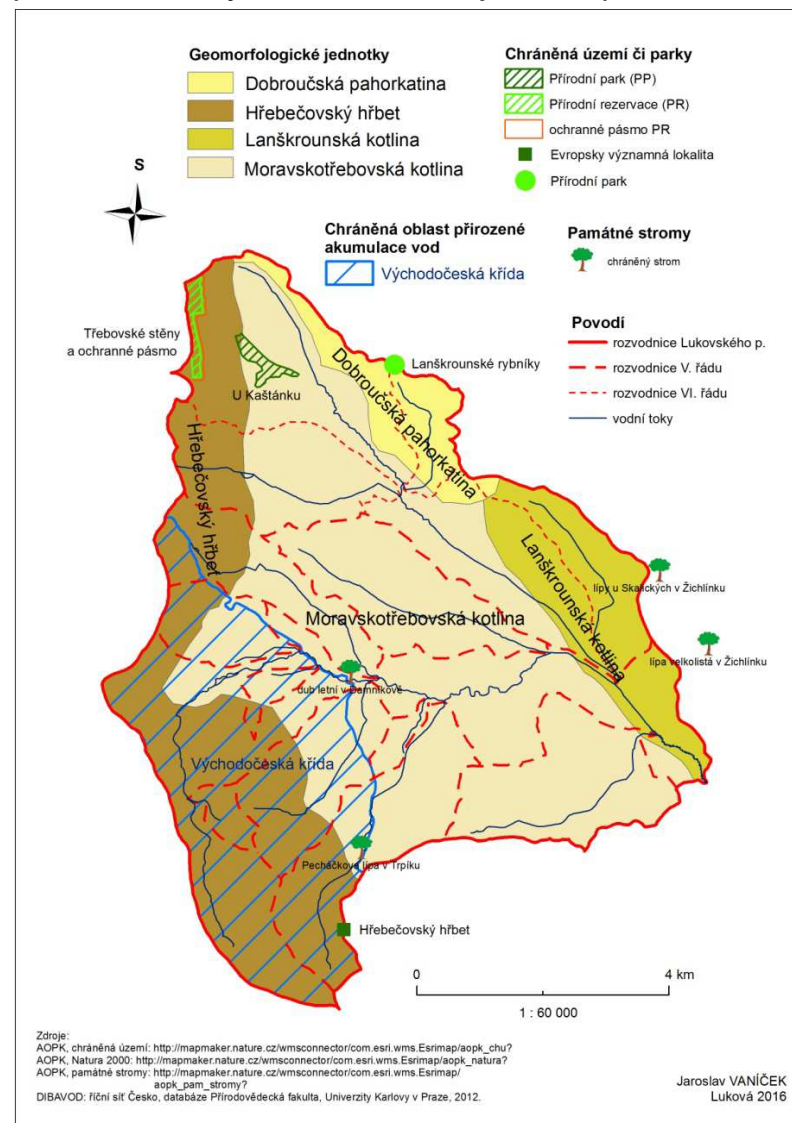 Geomorfologické jednotky
Dobroučská pahorkatina
Hřebečovský hřbet
Lanškrounská kotlina
Moravskotřebovská kotlina
Chráněná území či parky
Přírodní park (PP)
Přírodní rezervace (PR)
ochranné pásmo PR
Evropsky významná lokalita
Přírodní park
S
Chráněná oblast přirozené
akumulace vod
Východočeská křída
Památné stromy
chráněný strom
Povodí
rozvodnice Lukovského p.
rozvodnice V. řádu
rozvodnice VI. řádu
vodní toky
Třebovské stěny
a ochranné pásmo
U Kaštánku
Lanškrounské rybníky
Dobroučská pahorkatina
Hřebečovský hřbet
Lanškrounská kotlina
lípy u Skalických v Žichlínku
Moravskotřebovská kotlina
lípa velkolistá v Žichlínku
dub letní v Damníkově
Východočeská křída
Pecháčkova lípa v Trpíku
Hřebečovský hřbet
0 4 km
1 : 60 000
Zdroje:
AOPK, chráněná území: http://mapmaker.nature.cz/wmsconnector/com.esri.wms.Esrimap/aopk_chu?
AOPK, Natura 2000: http://mapmaker.nature.cz/wmsconnector/com.esri.wms.Esrimap/aopk_natura?
AOPK, památné stromy: http://mapmaker.nature.cz/wmsconnector/com.esri.wms.Esrimap/
aopk_pam_stromy?
DIBAVOD: říční síť Česko, databáze Přírodovědecká fakulta, Univerzity Karlovy v Praze, 2012.
Jaroslav VANÍČEK
Luková 2016